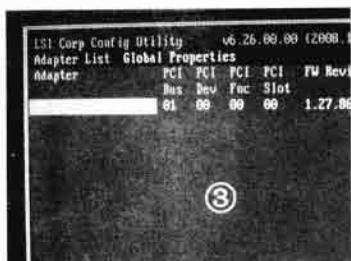 LSI Corp Config Utility v6.26.00.00 (2008.
Adapter List Global Properties
Adapter PCI PCI PCI PCI FW Revi
Bus Dev Fnc Slot
01 00 00 00 1.27.
③